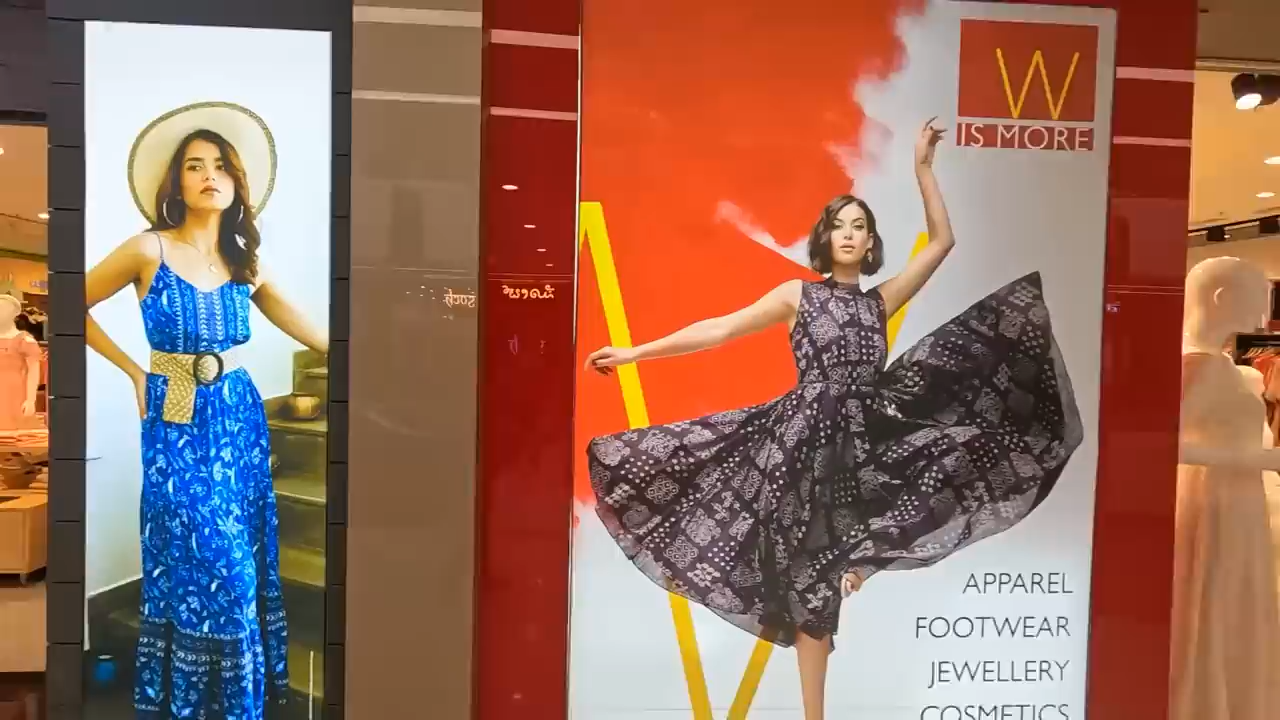 W
IS MORE
APPAREL
FOOTWEAR
JEWELLERY
COSMETICS